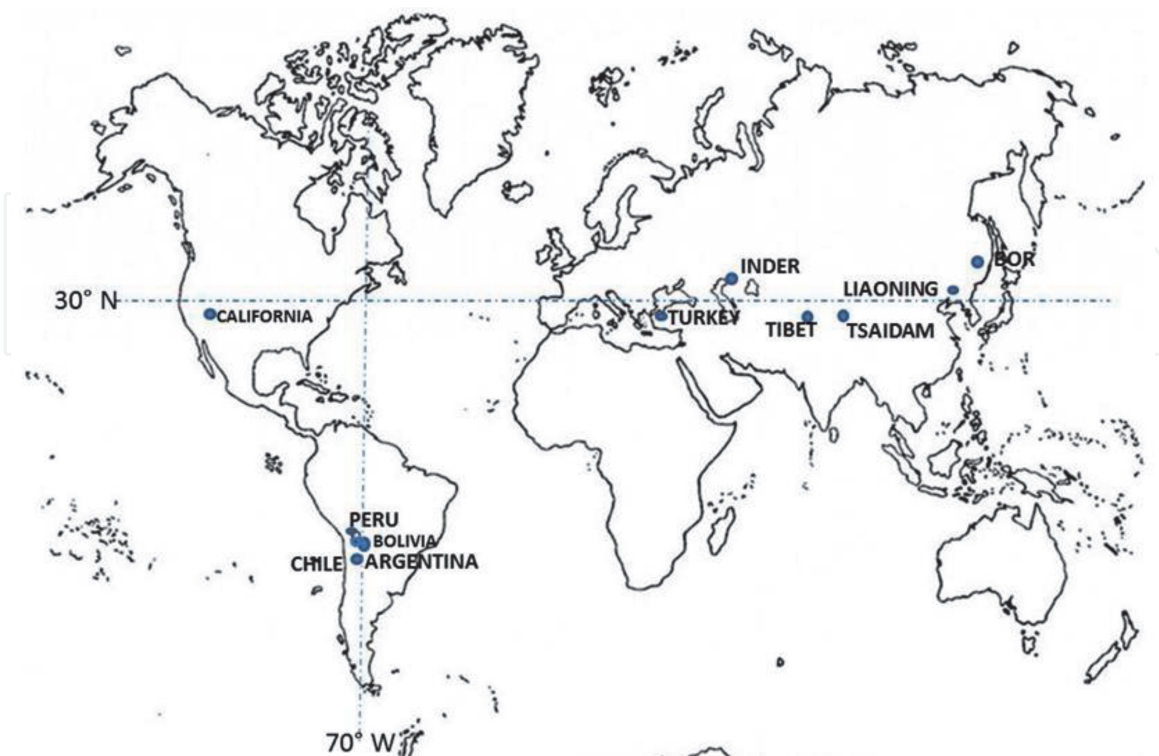 INDER
BOR
LIAONING
30° N
CALIFORNIA
TURKEY
TIBET
TSAIDAM
PERU
BOLIVIA
CHILE
ARGENTINA
70° W